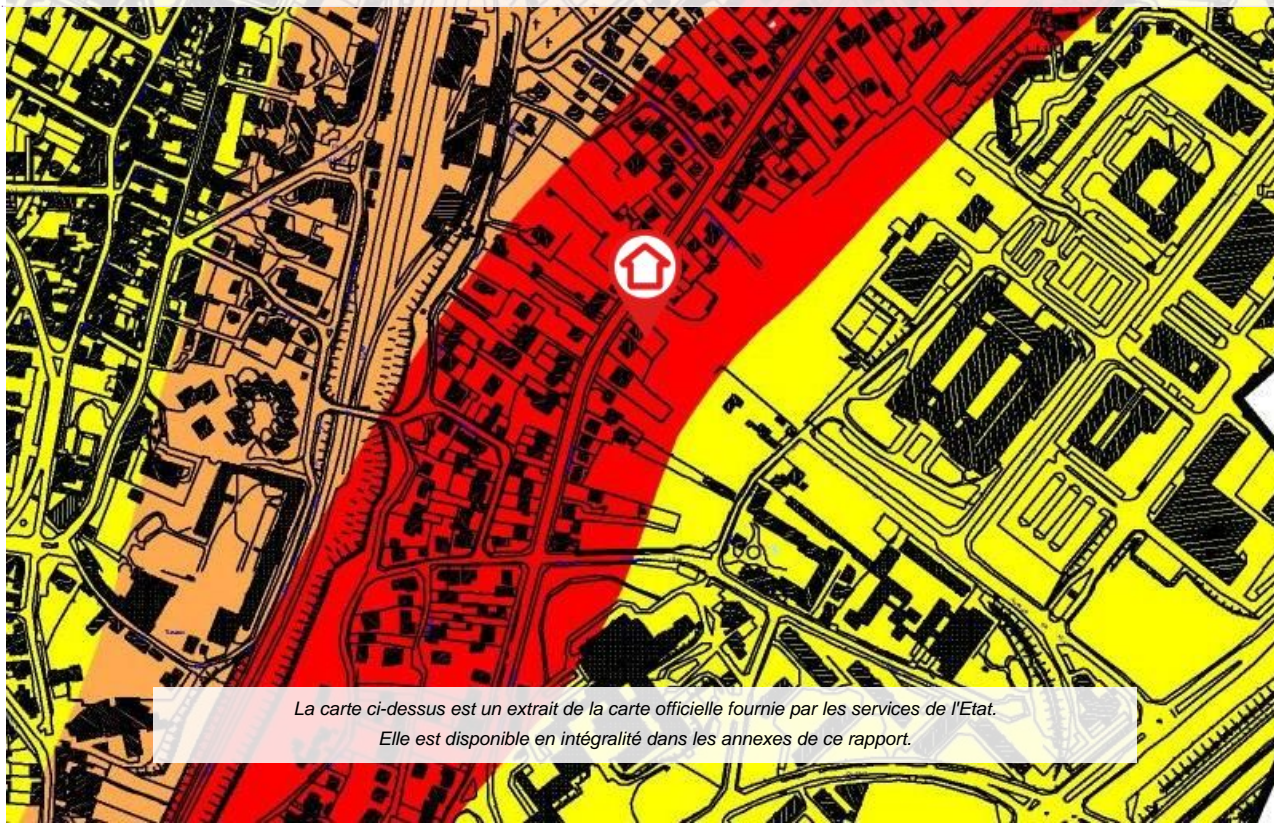 La carte ci-dessus est un extrait de la carte officielle fournie par les services de l'Etat.
Elle est disponible en intégralité dans les annexes de ce rapport.